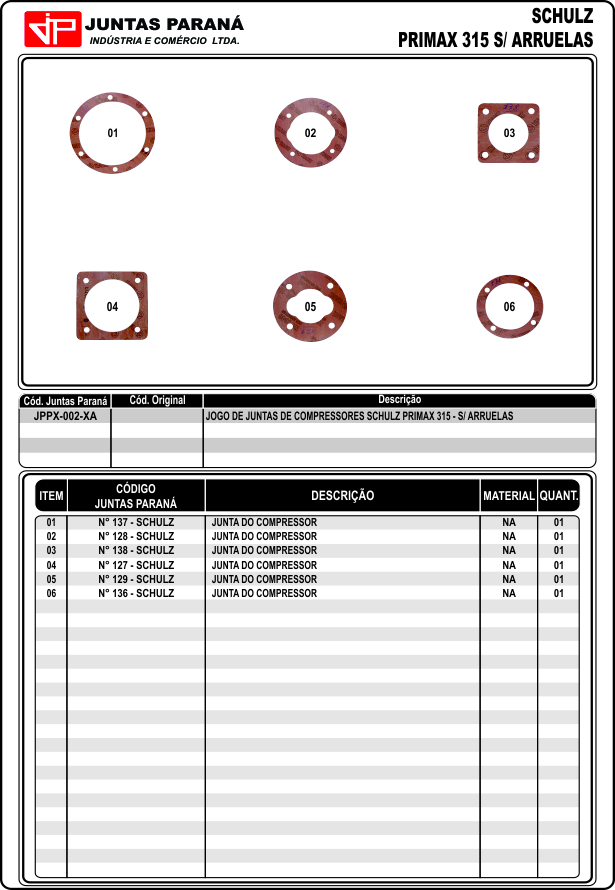 JP
JUNTAS PARANÁ
INDÚSTRIA E COMÉRCIO LTDA.
SCHULZ
PRIMAX 315 S/ ARRUELAS
01
02
03
04
05
06
Cód. Juntas Paraná Cód. Original Descrição
JPPX-002-XA JOGO DE JUNTAS DE COMPRESSORES SCHULZ PRIMAX 315 - S/ ARRUELAS
ITEM CÓDIGO JUNTAS PARANÁ DESCRIÇÃO MATERIAL QUANT.
01 N° 137 - SCHULZ JUNTA DO COMPRESSOR NA 01
02 N° 128 - SCHULZ JUNTA DO COMPRESSOR NA 01
03 N° 138 - SCHULZ JUNTA DO COMPRESSOR NA 01
04 N° 127 - SCHULZ JUNTA DO COMPRESSOR NA 01
05 N° 129 - SCHULZ JUNTA DO COMPRESSOR NA 01
06 N° 136 - SCHULZ JUNTA DO COMPRESSOR NA 01